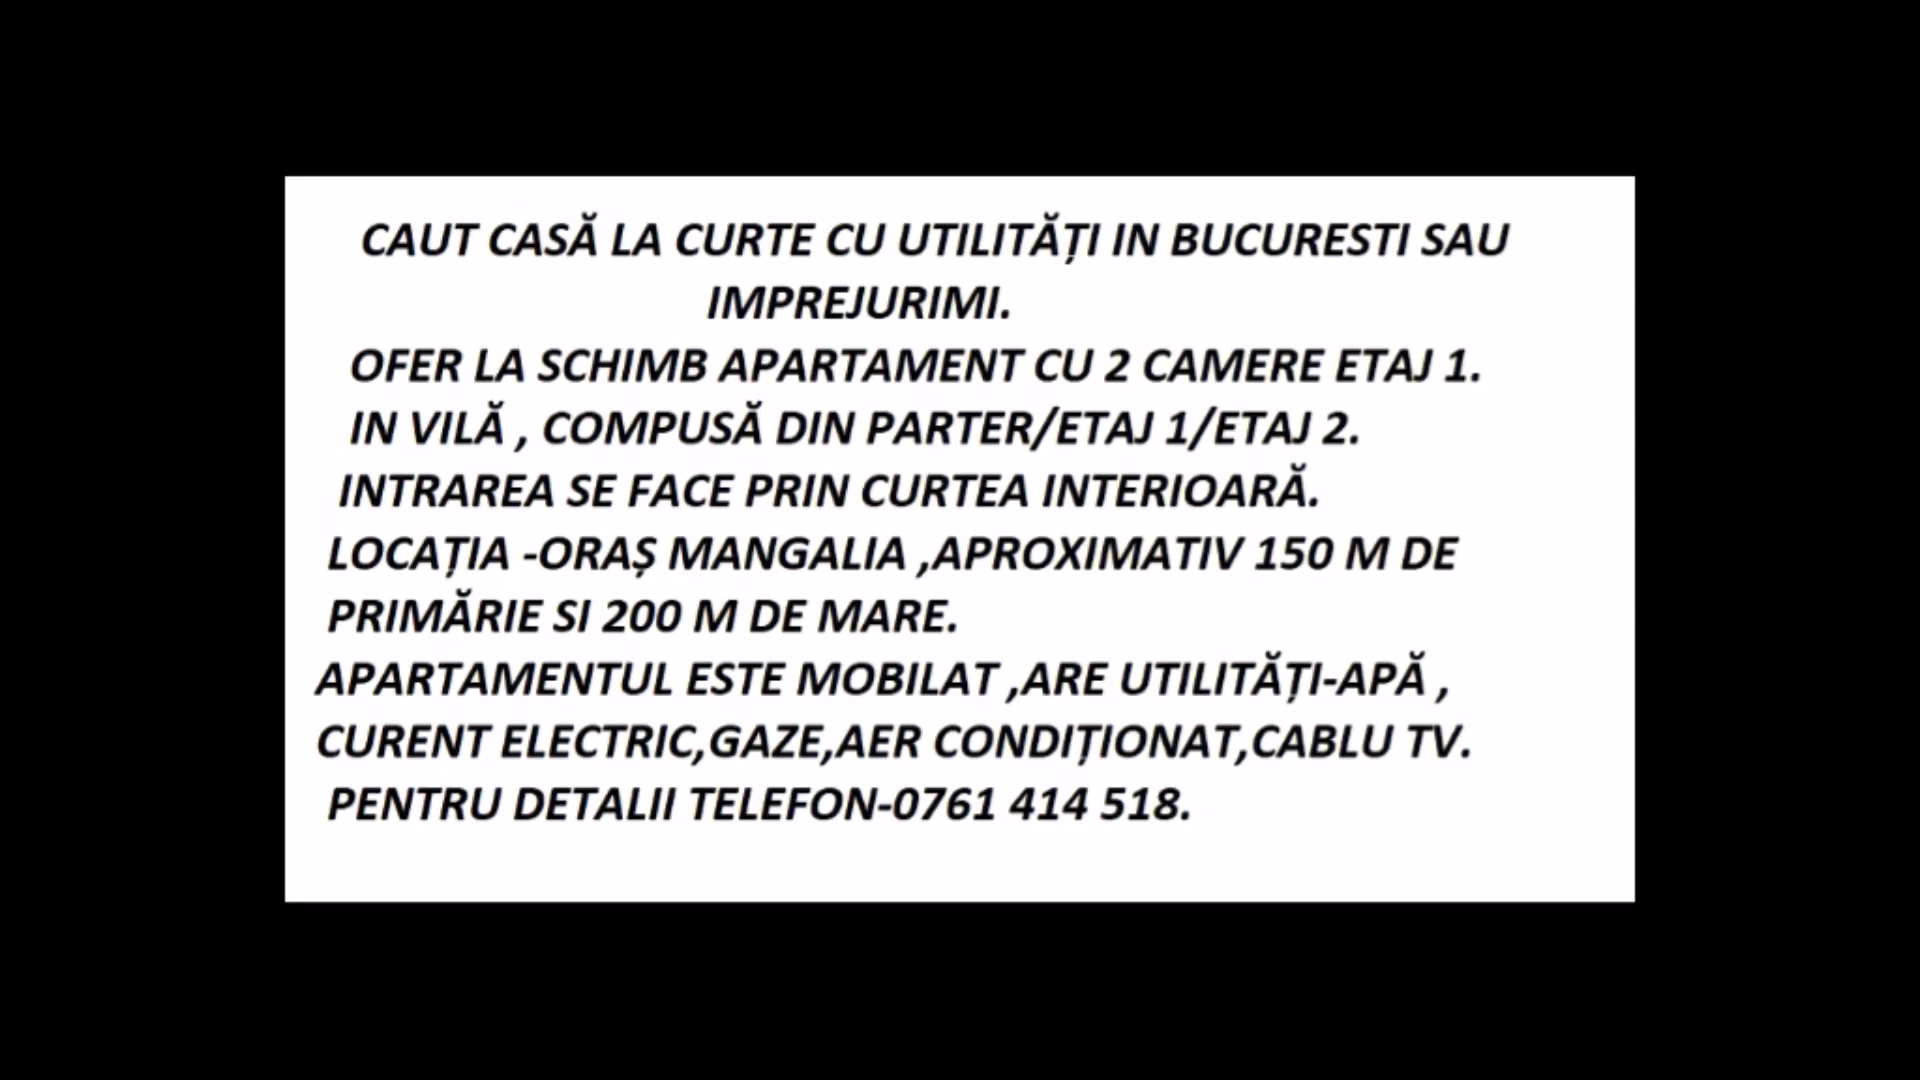 CAUT CASĂ LA CURTE CU UTILITĂȚI IN BUCURESTI SAU
IMPREJURIMI.
OFER LA SCHIMB APARTAMENT CU 2 CAMERE ETAJ 1.
IN VILĂ , COMPUSĂ DIN PARTER/ETAJ 1/ETAJ 2.
INTRAREA SE FACE PRIN CURTEA INTERIOARĂ.
LOCAȚIA -ORAȘ MANGALIA ,APROXIMATIV 150 M DE
PRIMĂRIE SI 200 M DE MARE.
APARTAMENTUL ESTE MOBILAT ,ARE UTILITĂȚI-APĂ ,
CURENT ELECTRIC,GAZE,AER CONDIȚIONAT,CABLU TV.
PENTRU DETALII TELEFON-0761 414 518.